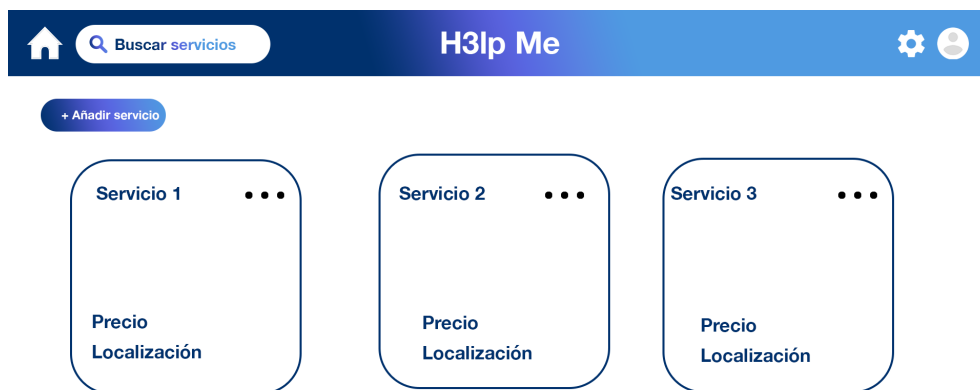 Buscar servicios
H3lp Me
+ Añadir servicio
Servicio 1
Servicio 2
Servicio 3
Precio
Localización
Precio
Localización
Precio
Localización